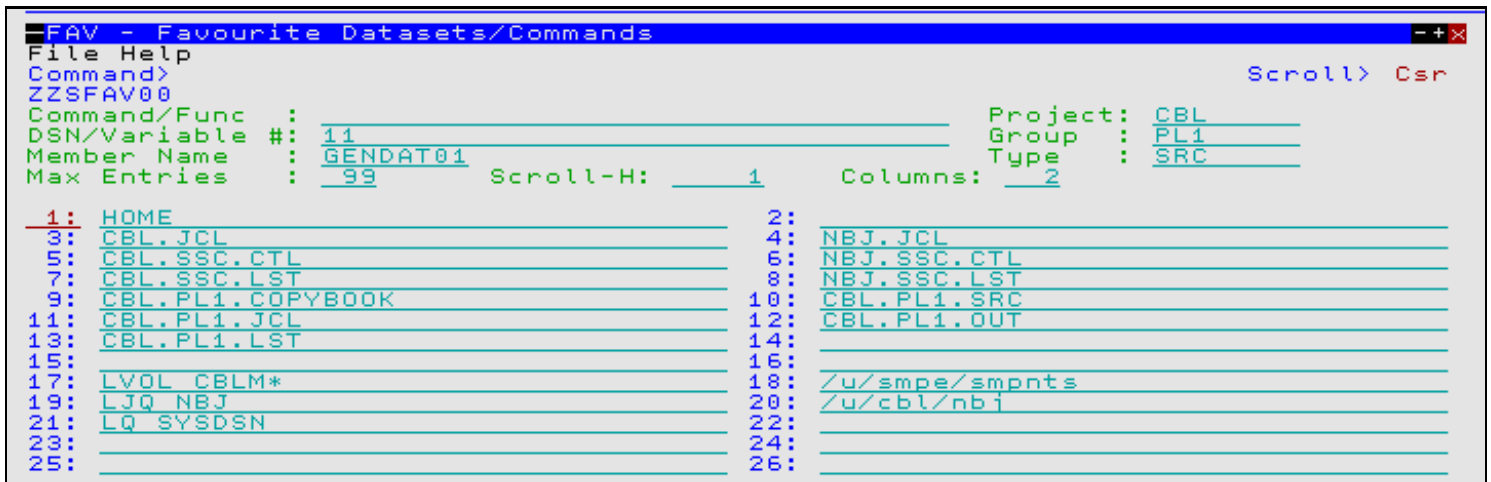 FAV - Favourite Datasets/Commands
File Help
Command> Scroll> Csr
ZZSFAV00
Command/Func : Project: CBL
DSN/Variable #: 11 Group : PL1
Member Name : GENDAT01 Type : SRC
Max Entries : 99 Scroll-H: 1 Columns: 2
1: HOME 2:
3: CBL.JCL 4: NBJ.JCL
5: CBL.SSC.CTL 6: NBJ.SSC.CTL
7: CBL.SSC.LST 8: NBJ.SSC.LST
9: CBL.PL1.COPYBOOK 10: CBL.PL1.SRC
11: CBL.PL1.JCL 12: CBL.PL1.OUT
13: CBL.PL1.LST 14:
15: 16:
17: LVOL CBLM* 18: /u/smpe/smpnts
19: LJQ NBJ 20: /u/cbl/nbj
21: LQ SYSDSN 22:
23: 24:
25: 26: